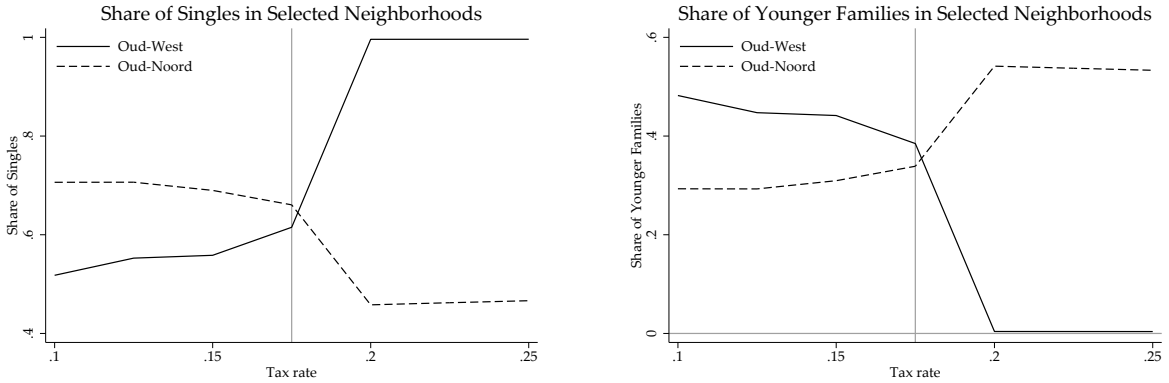 Share of Singles in Selected Neighborhoods
Oud-West
Oud-Noord
Share of Singles
1
.8
.6
.4
.1
.15
.2
.25
Tax rate
Share of Younger Families in Selected Neighborhoods
Oud-West
Oud-Noord
Share of Younger Families
.6
.4
.2
0
.1
.15
.2
.25
Tax rate